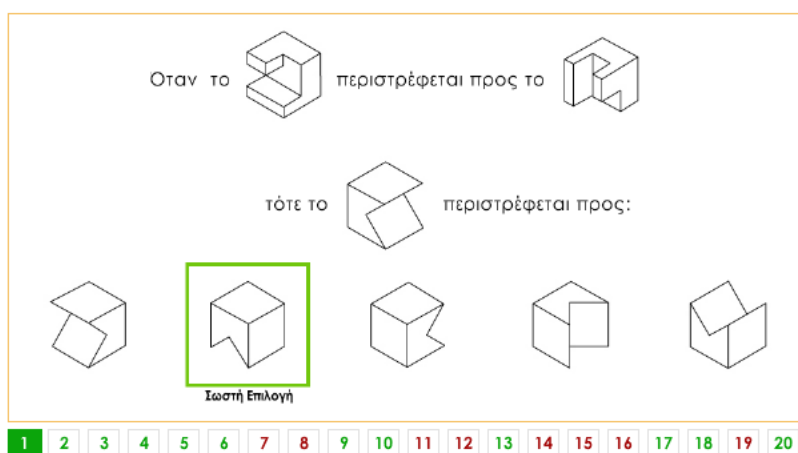 Όταν το περιστρέφεται προς το
τότε το περιστρέφεται προς:
Σωστή Επιλογή
1 2 3 4 5 6 7 8 9 10 11 12 13 14 15 16 17 18 19 20